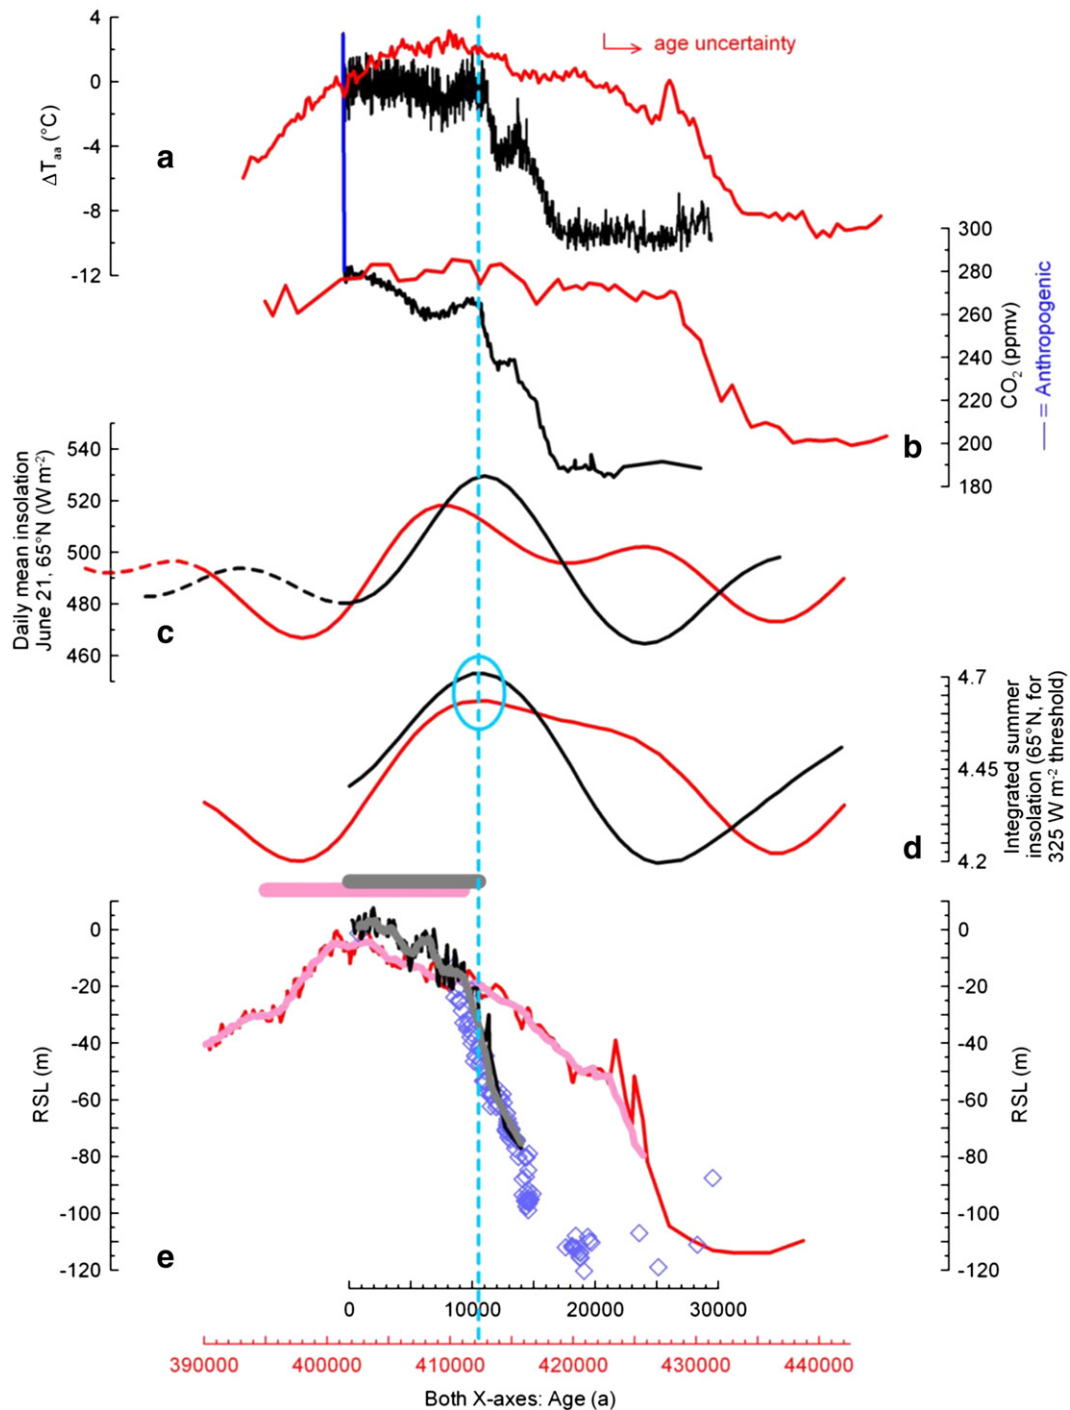 4
0
-4
-8
-12
ΔTaa (°C)
a
age uncertainty
300
280
260
240
220
200
180
CO2 (ppmv)
— = Anthropogenic
b
540
520
500
480
460
Daily mean insolation
June 21, 65°N (W m-2)
c
4.7
4.45
4.2
Integrated summer
insolation (65°N, for
325 W m-2 threshold)
d
0
-20
-40
-60
-80
-100
-120
RSL (m)
e
0
-20
-40
-60
-80
-100
-120
RSL (m)
0 10000 20000 30000
390000 400000 410000 420000 430000 440000
Both X-axes: Age (a)